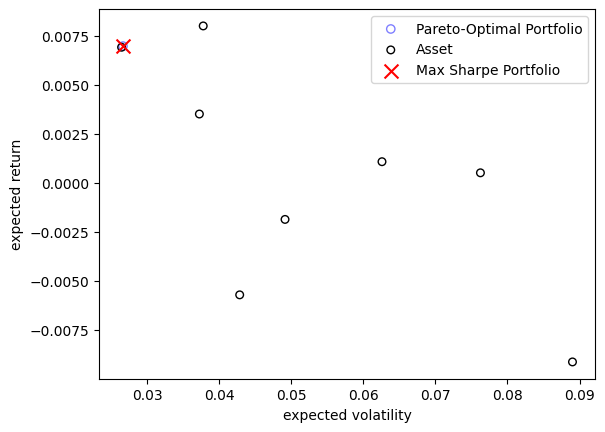 Pareto-Optimal Portfolio
Asset
Max Sharpe Portfolio
0.0075
0.0050
0.0025
0.0000
−0.0025
−0.0050
−0.0075
expected return
0.03 0.04 0.05 0.06 0.07 0.08 0.09
expected volatility